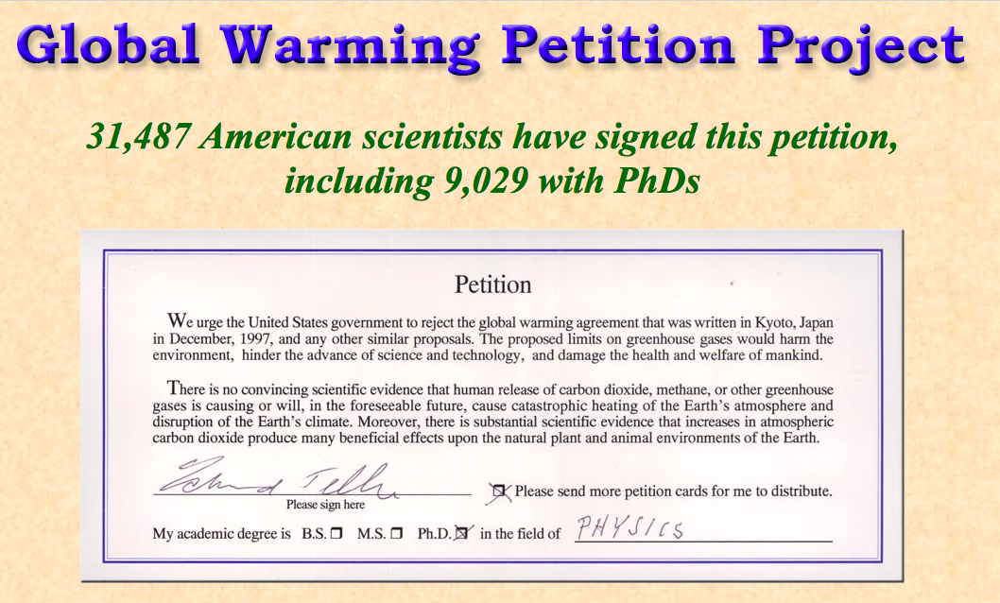 Global Warming Petition Project
31,487 American scientists have signed this petition,
including 9,029 with PhDs
Petition
We urge the United States government to reject the global warming agreement that was written in Kyoto, Japan
in December, 1997, and any other similar proposals. The proposed limits on greenhouse gases would harm the
environment, hinder the advance of science and technology, and damage the health and welfare of mankind.
There is no convincing scientific evidence that human release of carbon dioxide, methane, or other greenhouse
gases is causing or will, in the foreseeable future, cause catastrophic heating of the Earth's atmosphere and
disruption of the Earth's climate. Moreover, there is substantial scientific evidence that increases in atmospheric
carbon dioxide produce many beneficial effects upon the natural plant and animal environments of the Earth.
Edward Teller
Please sign here
Please send more petition cards for me to distribute.
My academic degree is B.S. M.S. Ph.D. in the field of PHYSICS